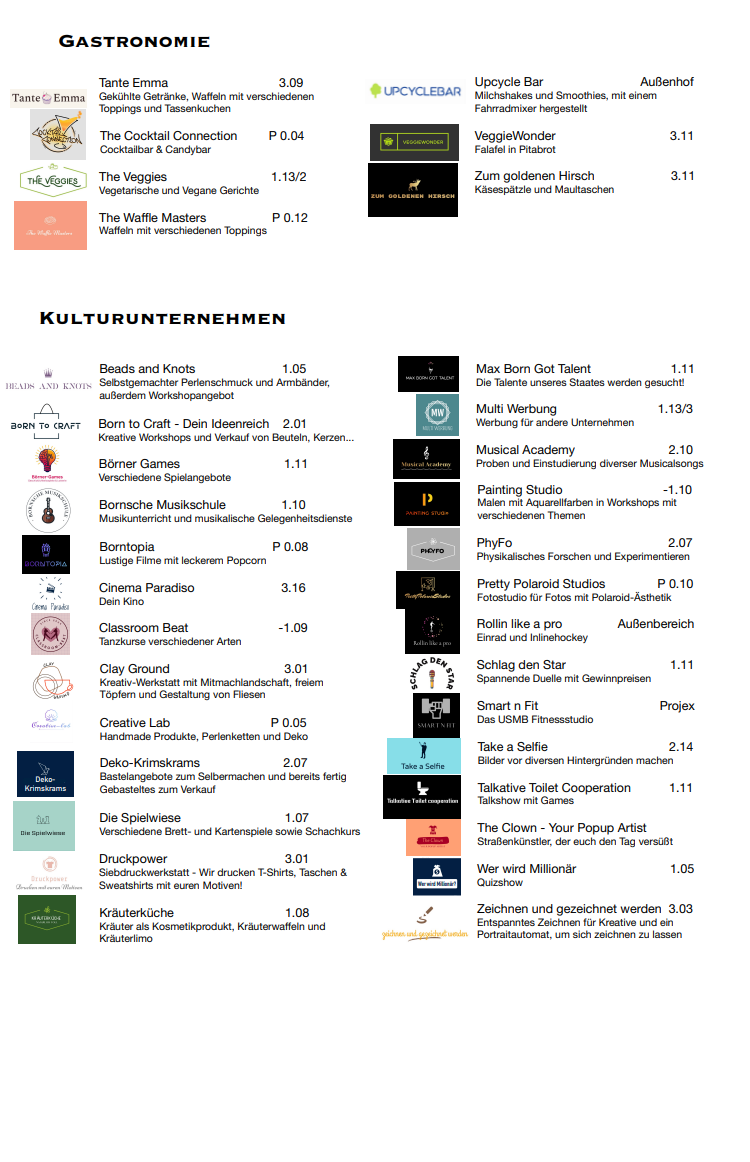 GASTRONOMIE
Tante Emma
Tante Emma 3.09
Gekühlte Getränke, Waffeln mit verschiedenen
Toppings und Tassenkuchen
COCKTAIL
CONNECTION
The Cocktail Connection P 0.04
Cocktailbar & Candybar
THE VEGGIES
The Veggies 1.13/2
Vegetarische und Vegane Gerichte
The Waffle Masters
The Waffle Masters P 0.12
Waffeln mit verschiedenen Toppings
UPCYCLEBAR
Upcycle Bar Außenhof
Milchshakes und Smoothies, mit einem
Fahrradmixer hergestellt
VEGGIEWONDER
VeggieWonder 3.11
Falafel in Pitabrot
ZUM GOLDENEN HIRSCH
Zum goldenen Hirsch 3.11
Käsespätzle und Maultaschen
KULTURUNTERNEHMEN
BEADS AND KNOTS
Beads and Knots 1.05
Selbstgemachter Perlenschmuck und Armbänder,
außerdem Workshopangebot
BORN TO CRAFT
Born to Craft - Dein Ideenreich 2.01
Kreative Workshops und Verkauf von Beuteln, Kerzen...
Börner-Games
Börner Games 1.11
Verschiedene Spielangebote
BORNSCHE MUSIKSCHULE
Bornsche Musikschule 1.10
Musikunterricht und musikalische Gelegenheitsdienste
BORNTOPIA
Borntopia P 0.08
Lustige Filme mit leckerem Popcorn
Cinema Paradiso
Cinema Paradiso 3.16
Dein Kino
CLASSROOM BEAT
Classroom Beat -1.09
Tanzkurse verschiedener Arten
CLAY
GROUND
Clay Ground 3.01
Kreativ-Werkstatt mit Mitmachlandschaft, freiem
Töpfern und Gestaltung von Fliesen
Creative-Lab
Creative Lab P 0.05
Handmade Produkte, Perlenketten und Deko
Deko-
Krimskrams
Deko-Krimskrams 2.07
Bastelangebote zum Selbermachen und bereits fertig
Gebasteltes zum Verkauf
Die Spielwiese
Die Spielwiese 1.07
Verschiedene Brett- und Kartenspiele sowie Schachkurs
Druckpower
Drucken mit euren Motiven
Druckpower 3.01
Siebdruckwerkstatt - Wir drucken T-Shirts, Taschen &
Sweatshirts mit euren Motiven!
KRÄUTERKÜCHE
Kräuterküche 1.08
Kräuter als Kosmetikprodukt, Kräuterwaffeln und
Kräuterlimo
MAX BORN GOT TALENT
Max Born Got Talent 1.11
Die Talente unseres Staates werden gesucht!
MW
MULTI WERBUNG
Multi Werbung 1.13/3
Werbung für andere Unternehmen
Musical Academy
Musical Academy 2.10
Proben und Einstudierung diverser Musicalsongs
PAINTING STUDIO
Painting Studio -1.10
Malen mit Aquarellfarben in Workshops mit
verschiedenen Themen
PHYFO
PhyFo 2.07
Physikalisches Forschen und Experimentieren
Pretty Polaroid Studios
Pretty Polaroid Studios P 0.10
Fotostudio für Fotos mit Polaroid-Ästhetik
Rollin like a pro
Rollin like a pro Außenbereich
Einrad und Inlinehockey
SCHLAG DEN STAR
Schlag den Star 1.11
Spannende Duelle mit Gewinnpreisen
SMART N FIT
Smart n Fit Projex
Das USMB Fitnessstudio
Take a Selfie
Take a Selfie 2.14
Bilder vor diversen Hintergründen machen
Talkative Toilet cooperation
Talkative Toilet Cooperation 1.11
Talkshow mit Games
The Clown
The Clown - Your Popup Artist
Straßenkünstler, der euch den Tag versüßt
Wer wird Millionär?
Wer wird Millionär 1.05
Quizshow
zeichnen und gezeichnet werden
Zeichnen und gezeichnet werden 3.03
Entspanntes Zeichnen für Kreative und ein
Portraitautomat, um sich zeichnen zu lassen